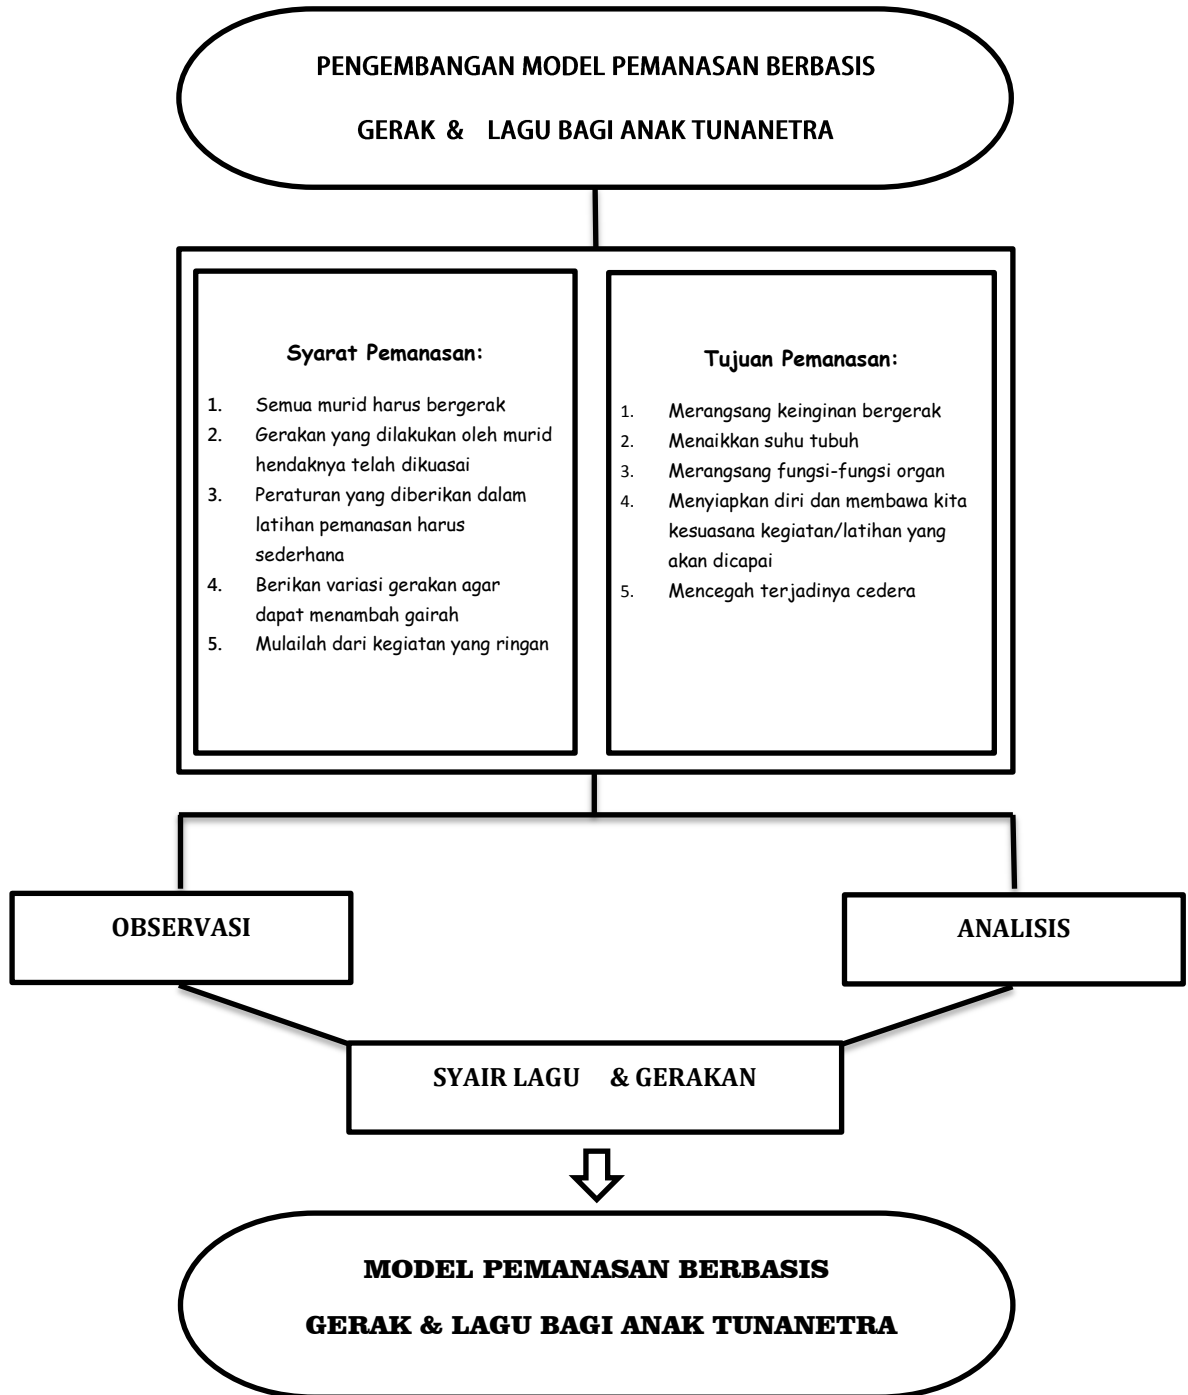 PENGEMBANGAN MODEL PEMANASAN BERBASIS
GERAK & LAGU BAGI ANAK TUNANETRA
Syarat Pemanasan:
1. Semua murid harus bergerak
2. Gerakan yang dilakukan oleh murid
hendaknya telah dikuasai
3. Peraturan yang diberikan dalam
latihan pemanasan harus
sederhana
4. Berikan variasi gerakan agar
dapat menambah gairah
5. Mulailah dari kegiatan yang ringan
Tujuan Pemanasan:
1. Merangsang keinginan bergerak
2. Menaikkan suhu tubuh
3. Merangsang fungsi-fungsi organ
4. Menyiapkan diri dan membawa kita
kesuasana kegiatan/latihan yang
akan dicapai
5. Mencegah terjadinya cedera
OBSERVASI
ANALISIS
SYAIR LAGU & GERAKAN
MODEL PEMANASAN BERBASIS
GERAK & LAGU BAGI ANAK TUNANETRA